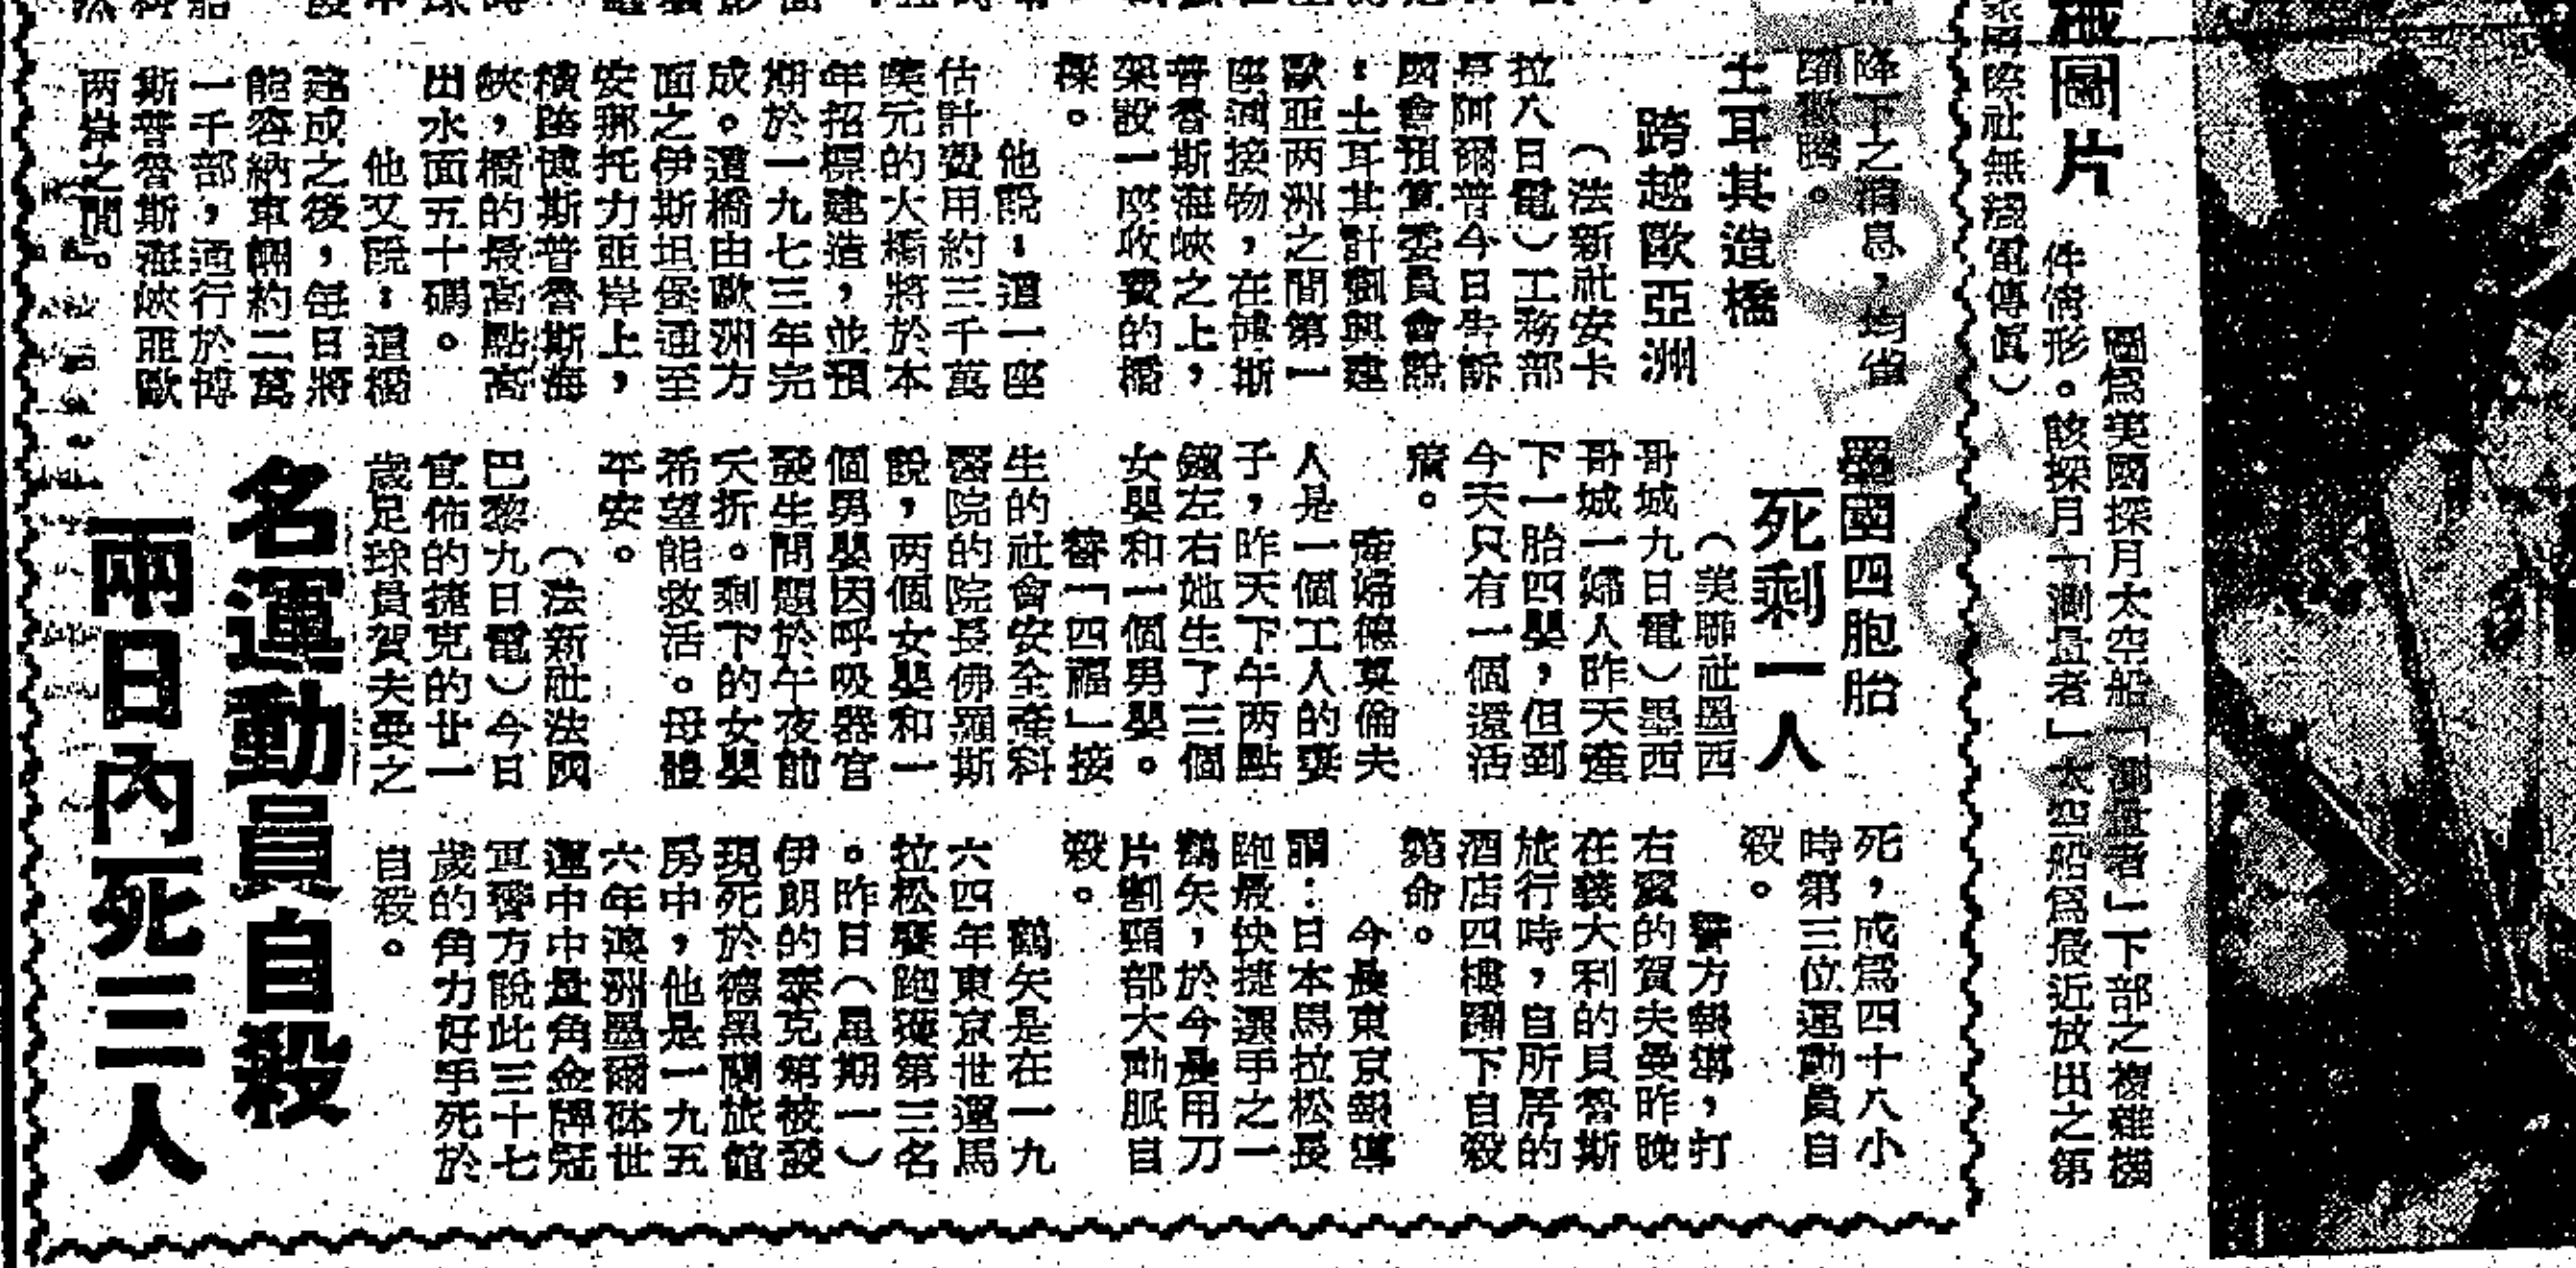 降下之消息,均省
土耳其造橋
跨越歐亞洲
(法新社安卡
拉八日電)工務部
長阿爾普今日告訴
國會預算委員會說
:土耳其計劃興建
歐亞两洲之間第一
座通接物,在博斯
普魯斯海峽之上,
架設一座收費的橋
樑。
他說:這一座
估計費用約三千萬
美元的大橋將於本
年招標建造,並預
期於一九七三年完
成。這橋由歐洲方
面之伊斯坦堡通至
安那托力亞岸上,
橫跨博斯普魯斯海
峽,橋的最高點高
出水面五十碼。
他又說:這橋
建成之後,每日將
能容納車輛約二萬
一千部,通行於博
斯普魯斯海峽亞歐
两岸之間。
墨國四胞胎
死剩一人
(美聯社墨西
哥城九日電)墨西
哥城一婦人昨天產
下一胎四嬰,但到
今天只有一個還活
着。
產婦德莫倫夫
人是一個工人的妻
子,昨天下午两點
鐘左右她生了三個
女嬰和一個男嬰。
替「四福」接
生的社會安全產科
醫院的院長佛羅斯
說,两個女嬰和一
個男嬰因呼吸器官
發生問題於午夜前
夭折。剩下的女嬰
希望能救活。母體
平安。
名運動員自殺
兩日內死三人
(法新社法國
巴黎九日電)今日
宣佈的捷克的廿一
歲足球員賀夫曼之
死,成爲四十八小
時第三位運動員自
殺。
警方報導,打
右翼的賀夫曼昨晚
在義大利的貝魯斯
旅行時,自所居的
酒店四樓躍下自殺
斃命。
今晨東京報導
謂:日本馬拉松長
跑最快捷選手之一
鶴矢,於今晨用刀
片割頸部大動脈自
殺。
鶴矢是在一九
六四年東京世運馬
拉松賽跑獲第三名
。昨日(星期一)
伊朗的泰克第被發
現死於德黑蘭旅館
房中,他是一九五
六年澳洲墨爾砵世
運中中量角金牌冠
軍警方說此三十七
歲的角力好手死於
自殺。
圖片
圖爲美國探月太空船「測量者」下部之複雜機
件情形。該探月「測量者」太空船爲最近放出之第
國際社無線電傳眞)